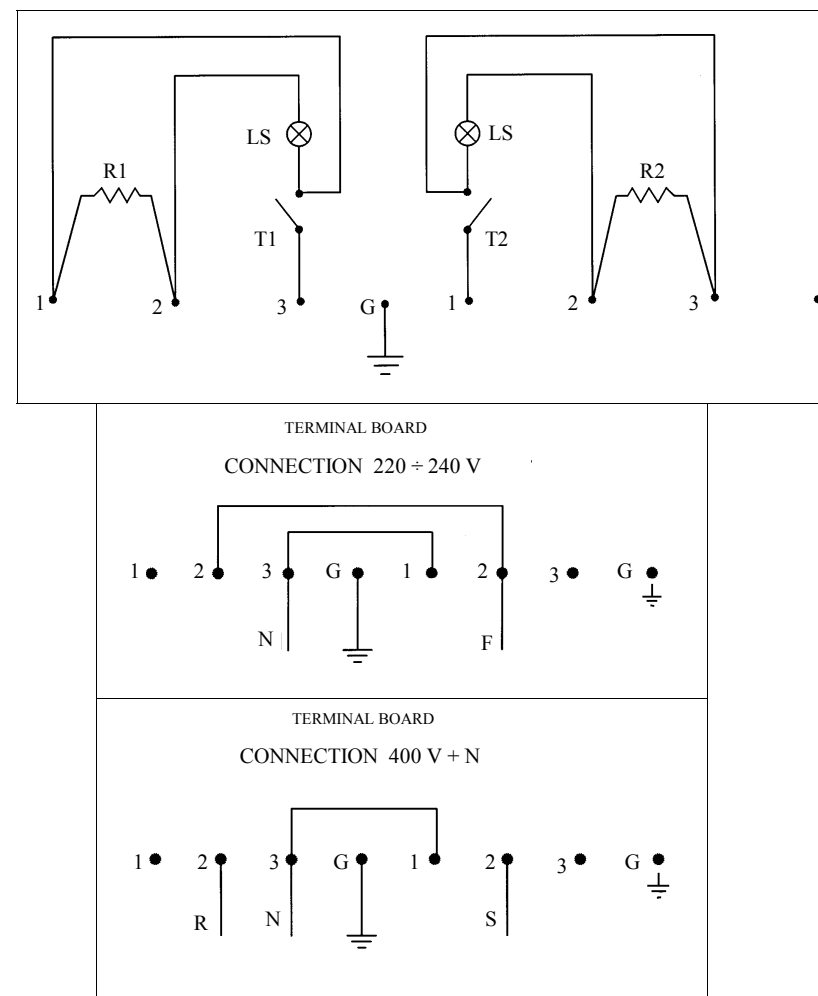 LS LS
R1 R2
T1 T2
1 2 3 G 1 2 3
TERMINAL BOARD
CONNECTION 220 ÷ 240 V
1 2 3 G 1 2 3 G
N F
TERMINAL BOARD
CONNECTION 400 V + N
1 2 3 G 1 2 3 G
R N S